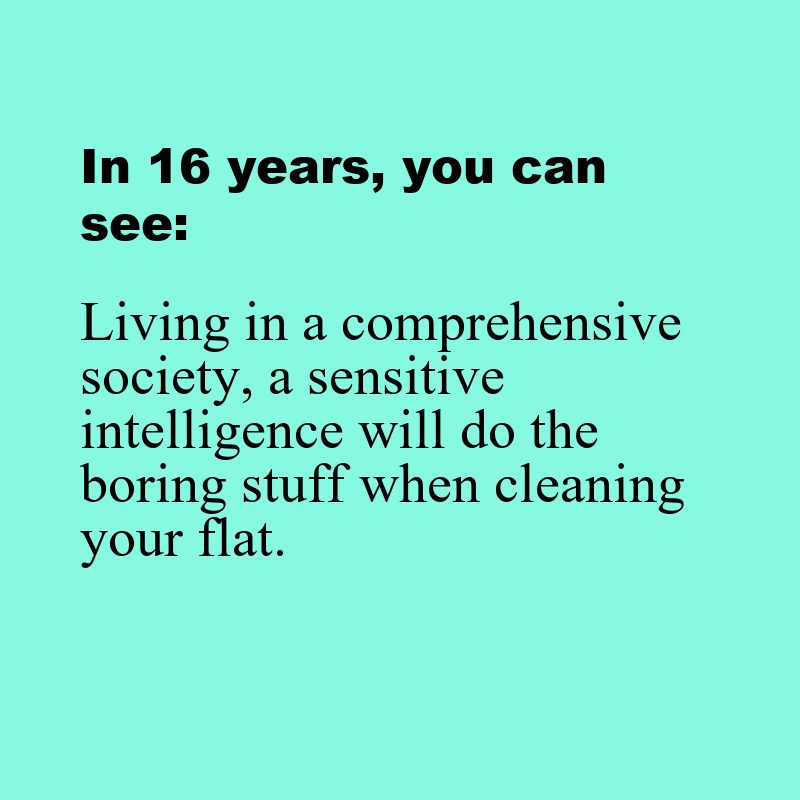 In 16 years, you can
see:
Living in a comprehensive
society, a sensitive
intelligence will do the
boring stuff when cleaning
your flat.